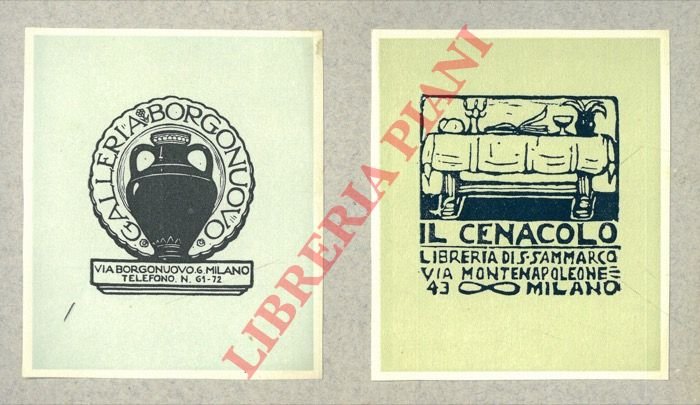 GALLERIA BORGONUOVO
VIA BORGONUOVO. 6. MILANO
TELEFONO. N. 61-72
IL CENACOLO
LIBRERIA DI S. SAMMARCO
VIA MONTENAPOLEONE
43 MILANO
LIBRERIA PIANI